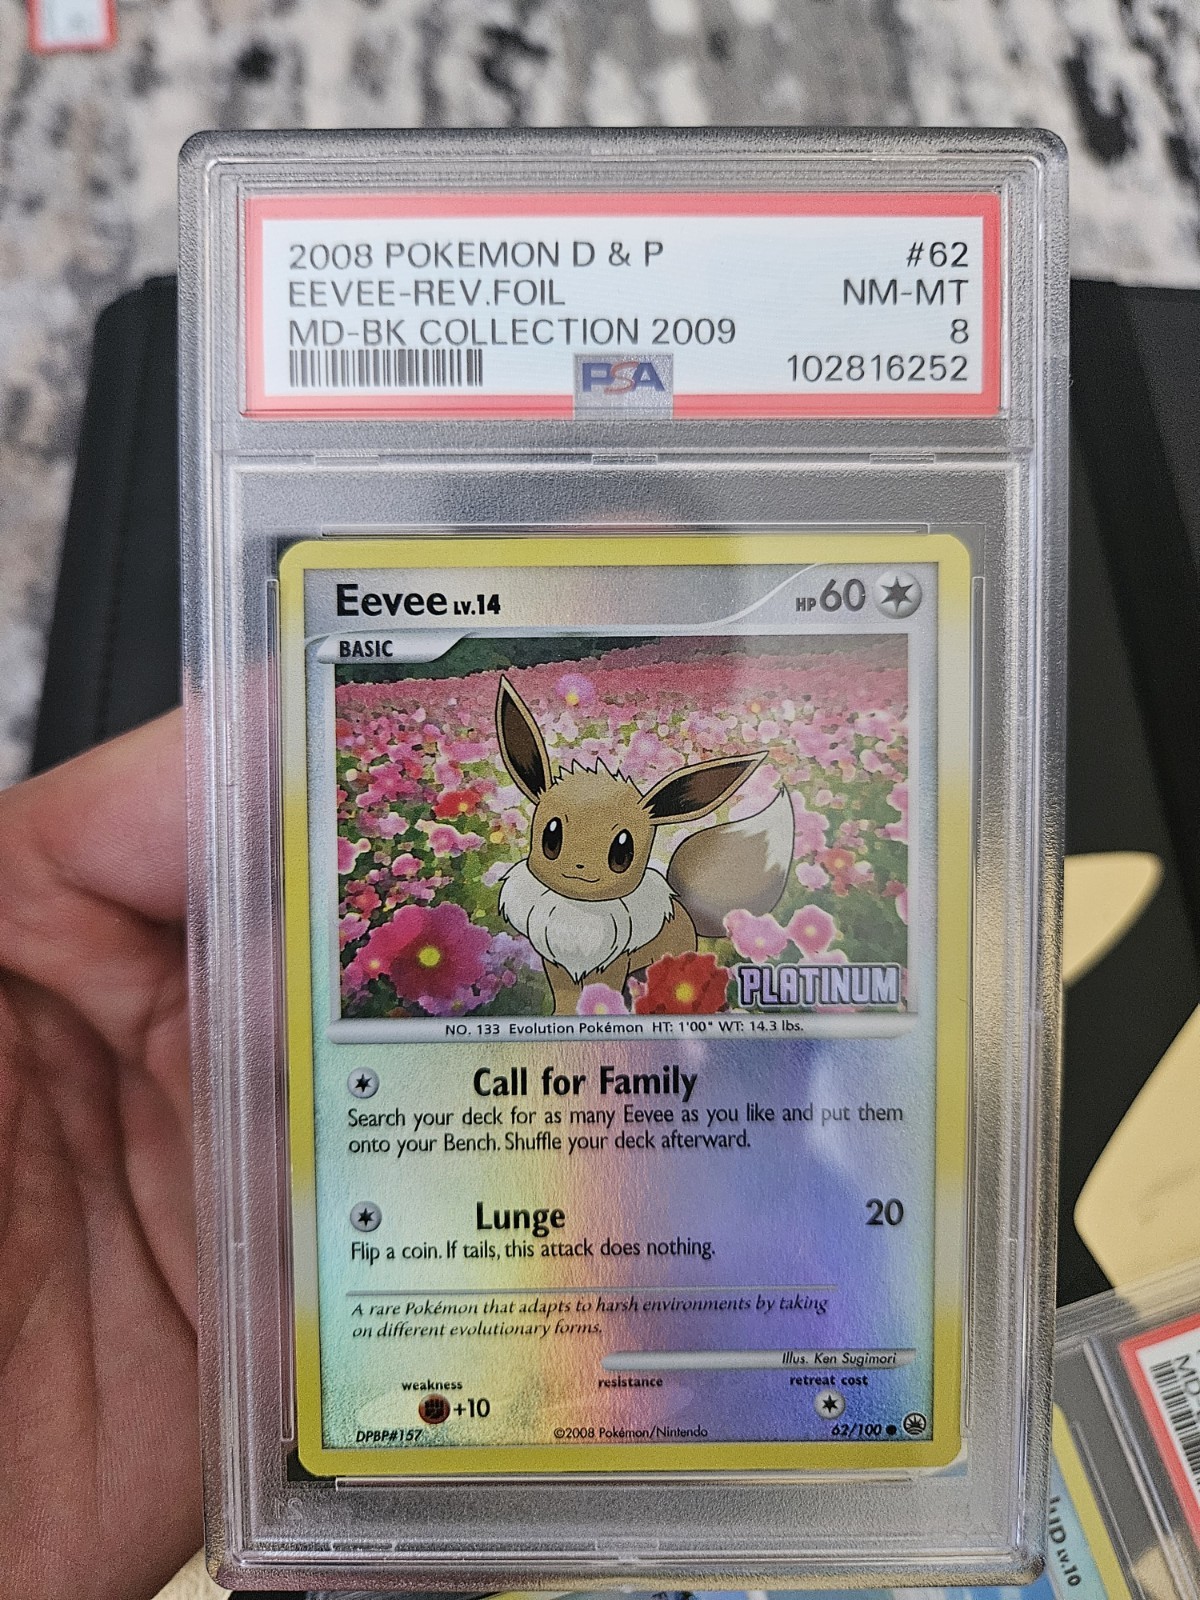 2008 POKEMON D & P #62
EEVEE-REV.FOIL NM-MT
MD-BK COLLECTION 2009 8
PSA 102816252
Eevee LV.14 HP 60
BASIC
PLATINUM
NO. 133 Evolution Pokémon HT: 1'00" WT: 14.3 lbs.
Call for Family
Search your deck for as many Eevee as you like and put them
onto your Bench. Shuffle your deck afterward.
Lunge 20
Flip a coin. If tails, this attack does nothing.
A rare Pokémon that adapts to harsh environments by taking
on different evolutionary forms.
Illus. Ken Sugimori
weakness resistance retreat cost
+10
DPBP#157 ©2008 Pokémon/Nintendo 62/100
LV.10